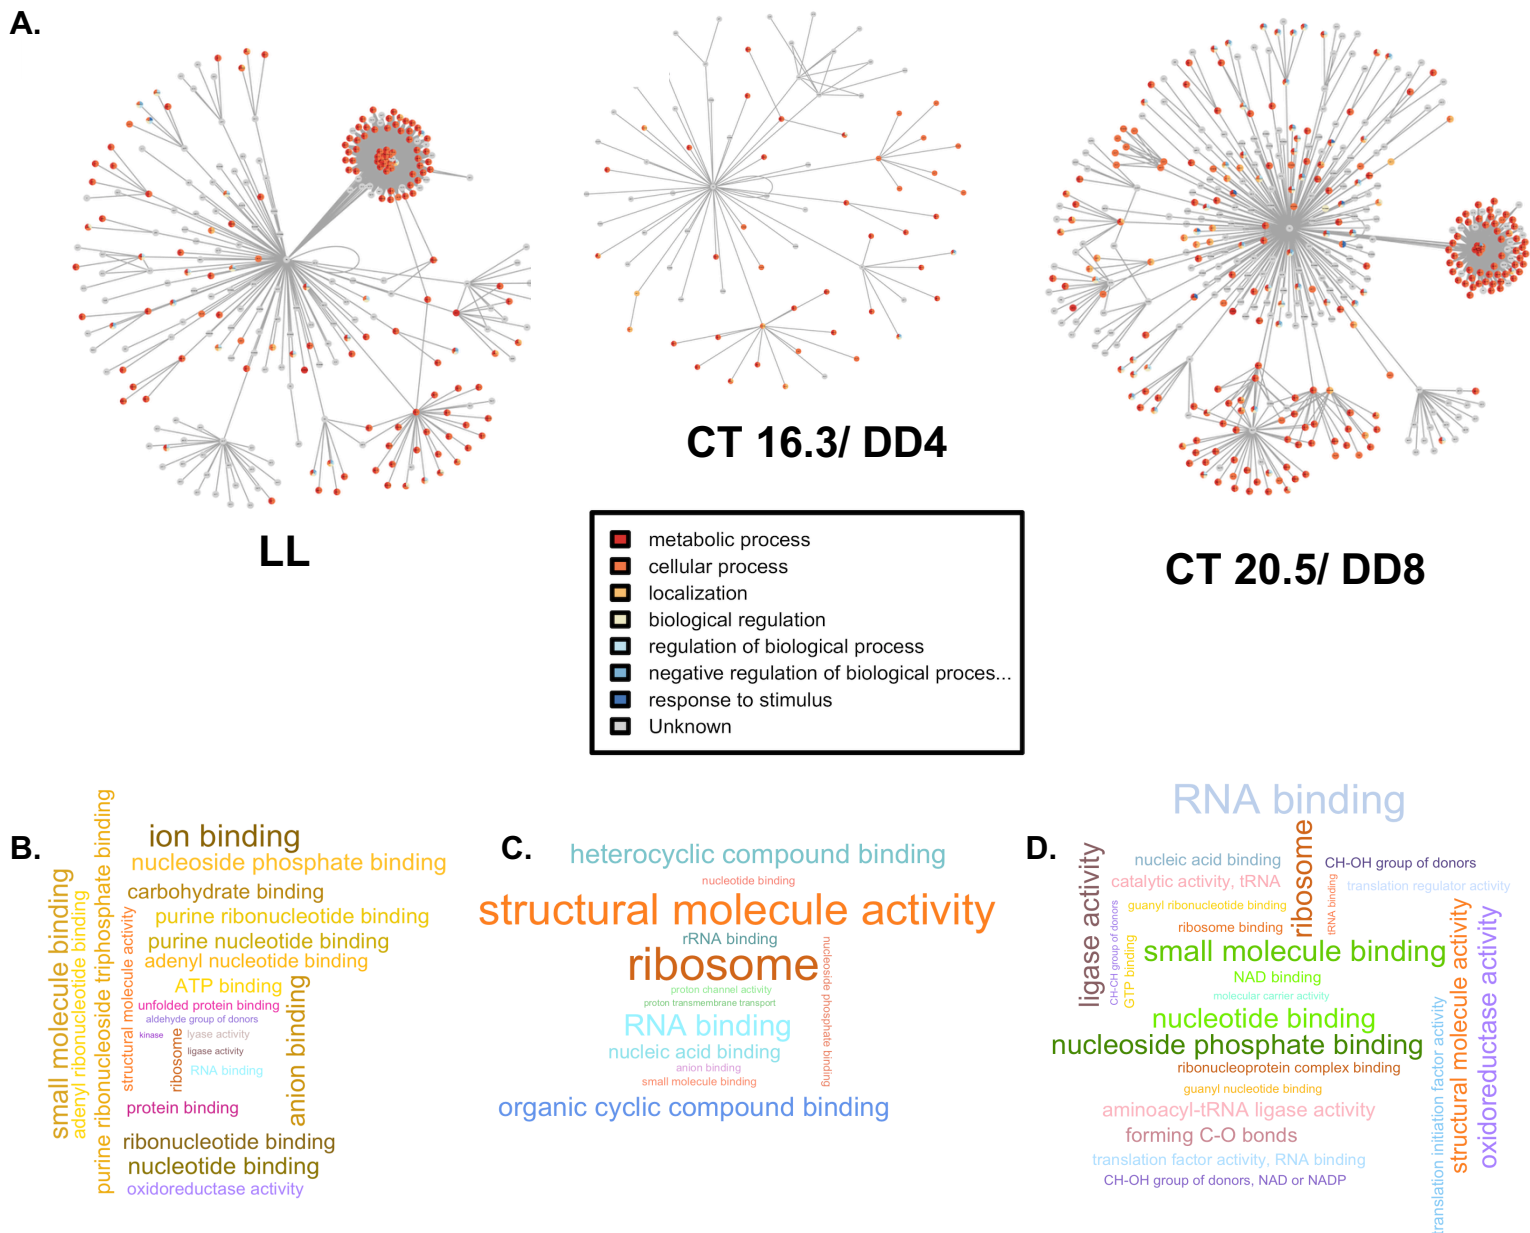 A.
LL
CT 16.3/ DD4
CT 20.5/ DD8
metabolic process
cellular process
localization
biological regulation
regulation of biological process
negative regulation of biological proces...
response to stimulus
Unknown
B.
small molecule binding
adenyl ribonucleotide binding
purine ribonucleoside triphosphate binding
ion binding
nucleoside phosphate binding
carbohydrate binding
structural molecule activity
purine ribonucleotide binding
purine nucleotide binding
adenyl nucleotide binding
ATP binding
unfolded protein binding
aldehyde group of donors
kinase
ribosome
lyase activity
ligase activity
RNA binding
anion binding
protein binding
ribonucleotide binding
nucleotide binding
oxidoreductase activity
C.
heterocyclic compound binding
nucleotide binding
structural molecule activity
rRNA binding
ribosome
nucleoside phosphate binding
proton channel activity
proton transmembrane transport
RNA binding
nucleic acid binding
anion binding
small molecule binding
organic cyclic compound binding
D.
RNA binding
ligase activity
nucleic acid binding
ribosome
CH-OH group of donors
catalytic activity, tRNA
tRNA binding
translation regulator activity
CH-CH group of donors
guanyl ribonucleotide binding
GTP binding
ribosome binding
small molecule binding
NAD binding
molecular carrier activity
nucleotide binding
nucleoside phosphate binding
ribonucleoprotein complex binding
guanyl nucleotide binding
aminoacyl-tRNA ligase activity
forming C-O bonds
translation factor activity, RNA binding
CH-OH group of donors, NAD or NADP
translation initiation factor activity
structural molecule activity
oxidoreductase activity